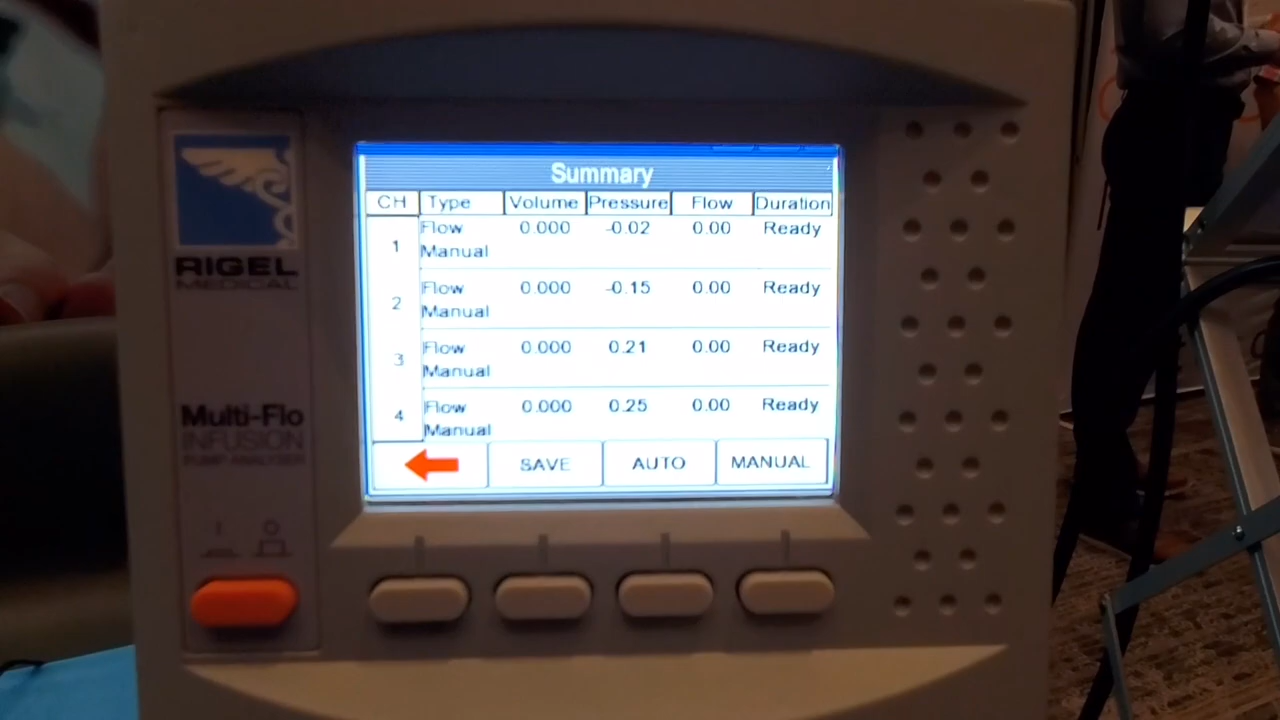 Summary
CH Type Volume Pressure Flow Duration
1 Flow Manual 0.000 -0.02 0.00 Ready
2 Flow Manual 0.000 -0.15 0.00 Ready
3 Flow Manual 0.000 0.21 0.00 Ready
4 Flow Manual 0.000 0.25 0.00 Ready
SAVE AUTO MANUAL
RIGEL
MEDICAL
Multi-Flo
INFUSION
PUMP ANALYSER